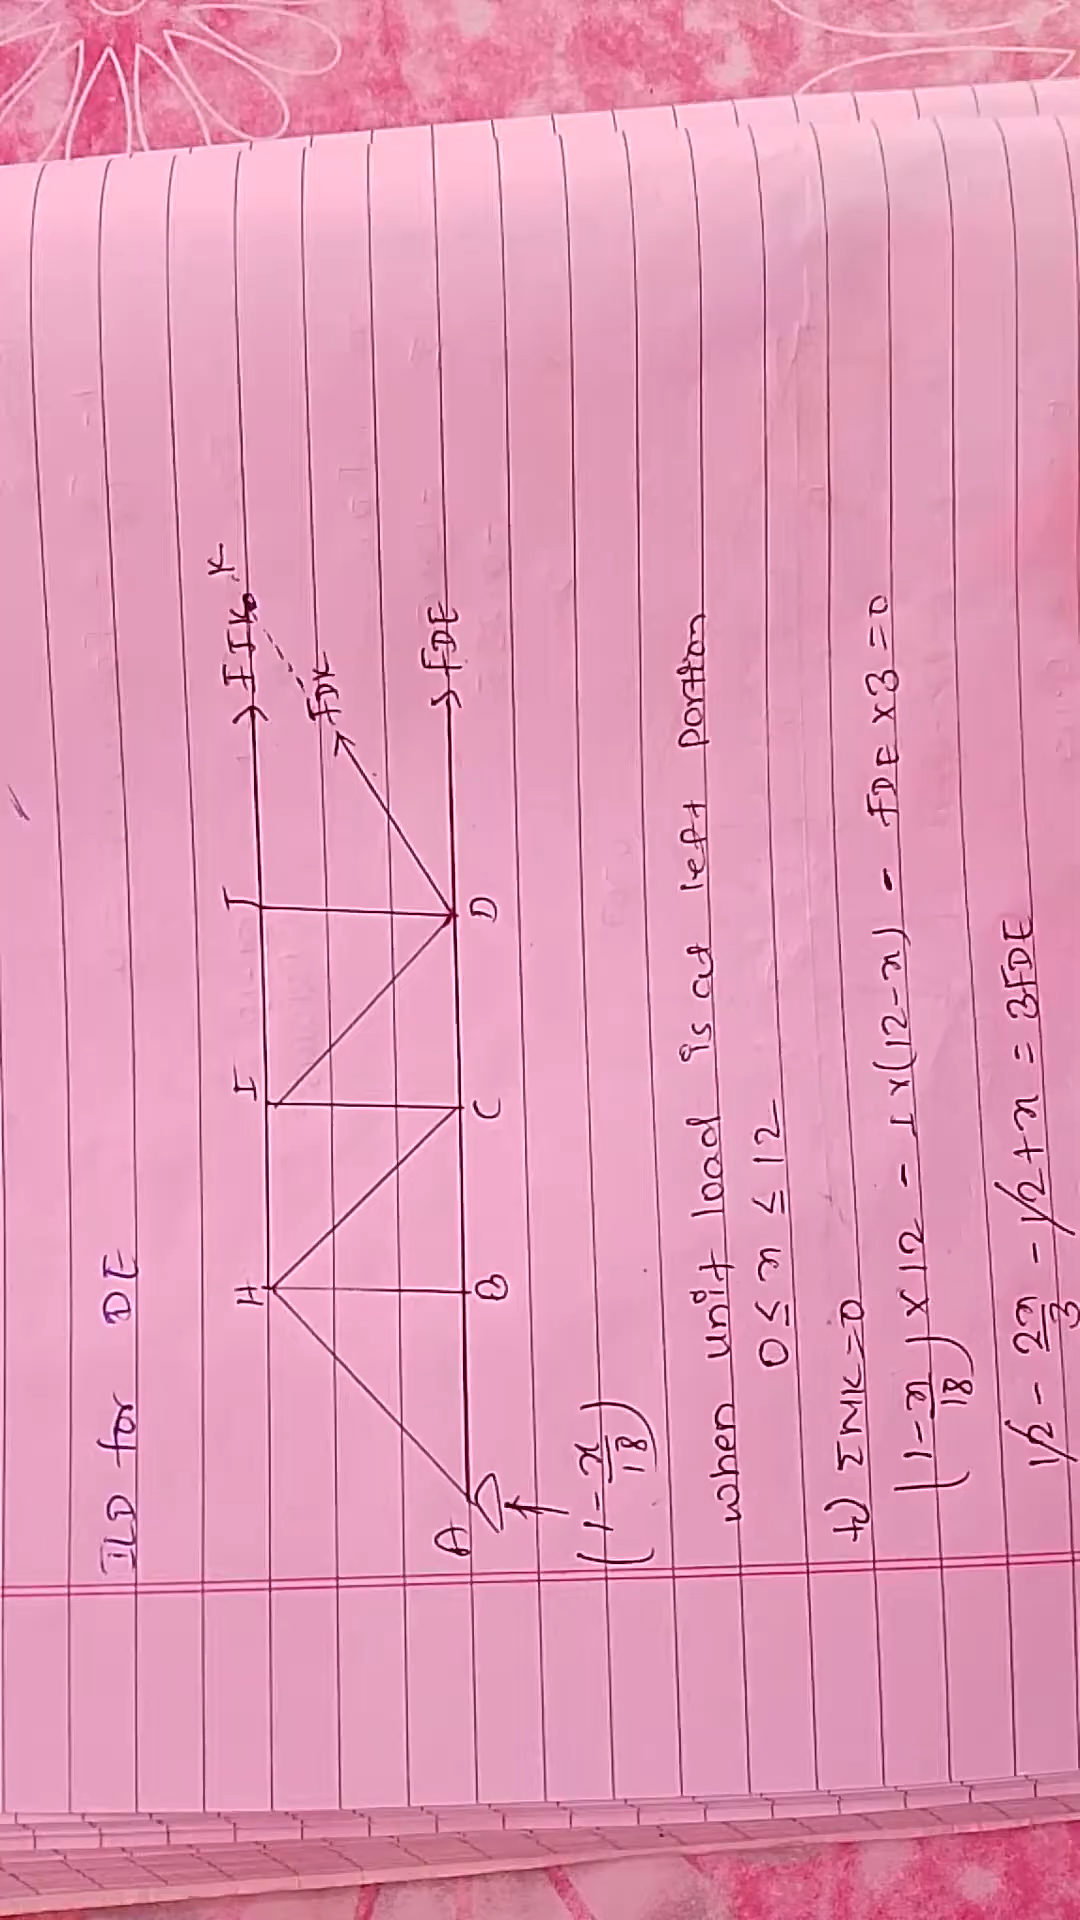 ILD for DE
H I J FJK K
FDK
A B C D FDE
(1 - x/18)
when unit load is at left portion
0 ≤ x ≤ 12
+↻ ΣMK=0
(1 - x/18) × 12 - 1 × (12 - x) - FDE × 3 = 0
12 - 2x/3 - 12 + x = 3FDE